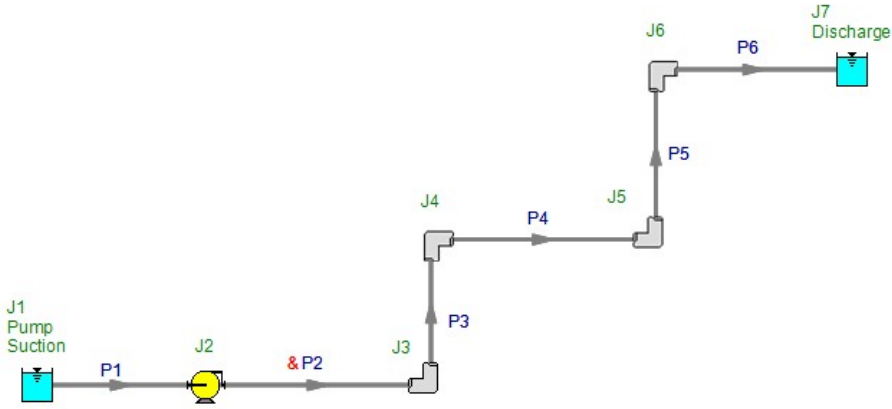 J7
Discharge
J6
P6
P5
J4
P4
J5
J1
Pump
Suction
J2
&P2
J3
P3
P1